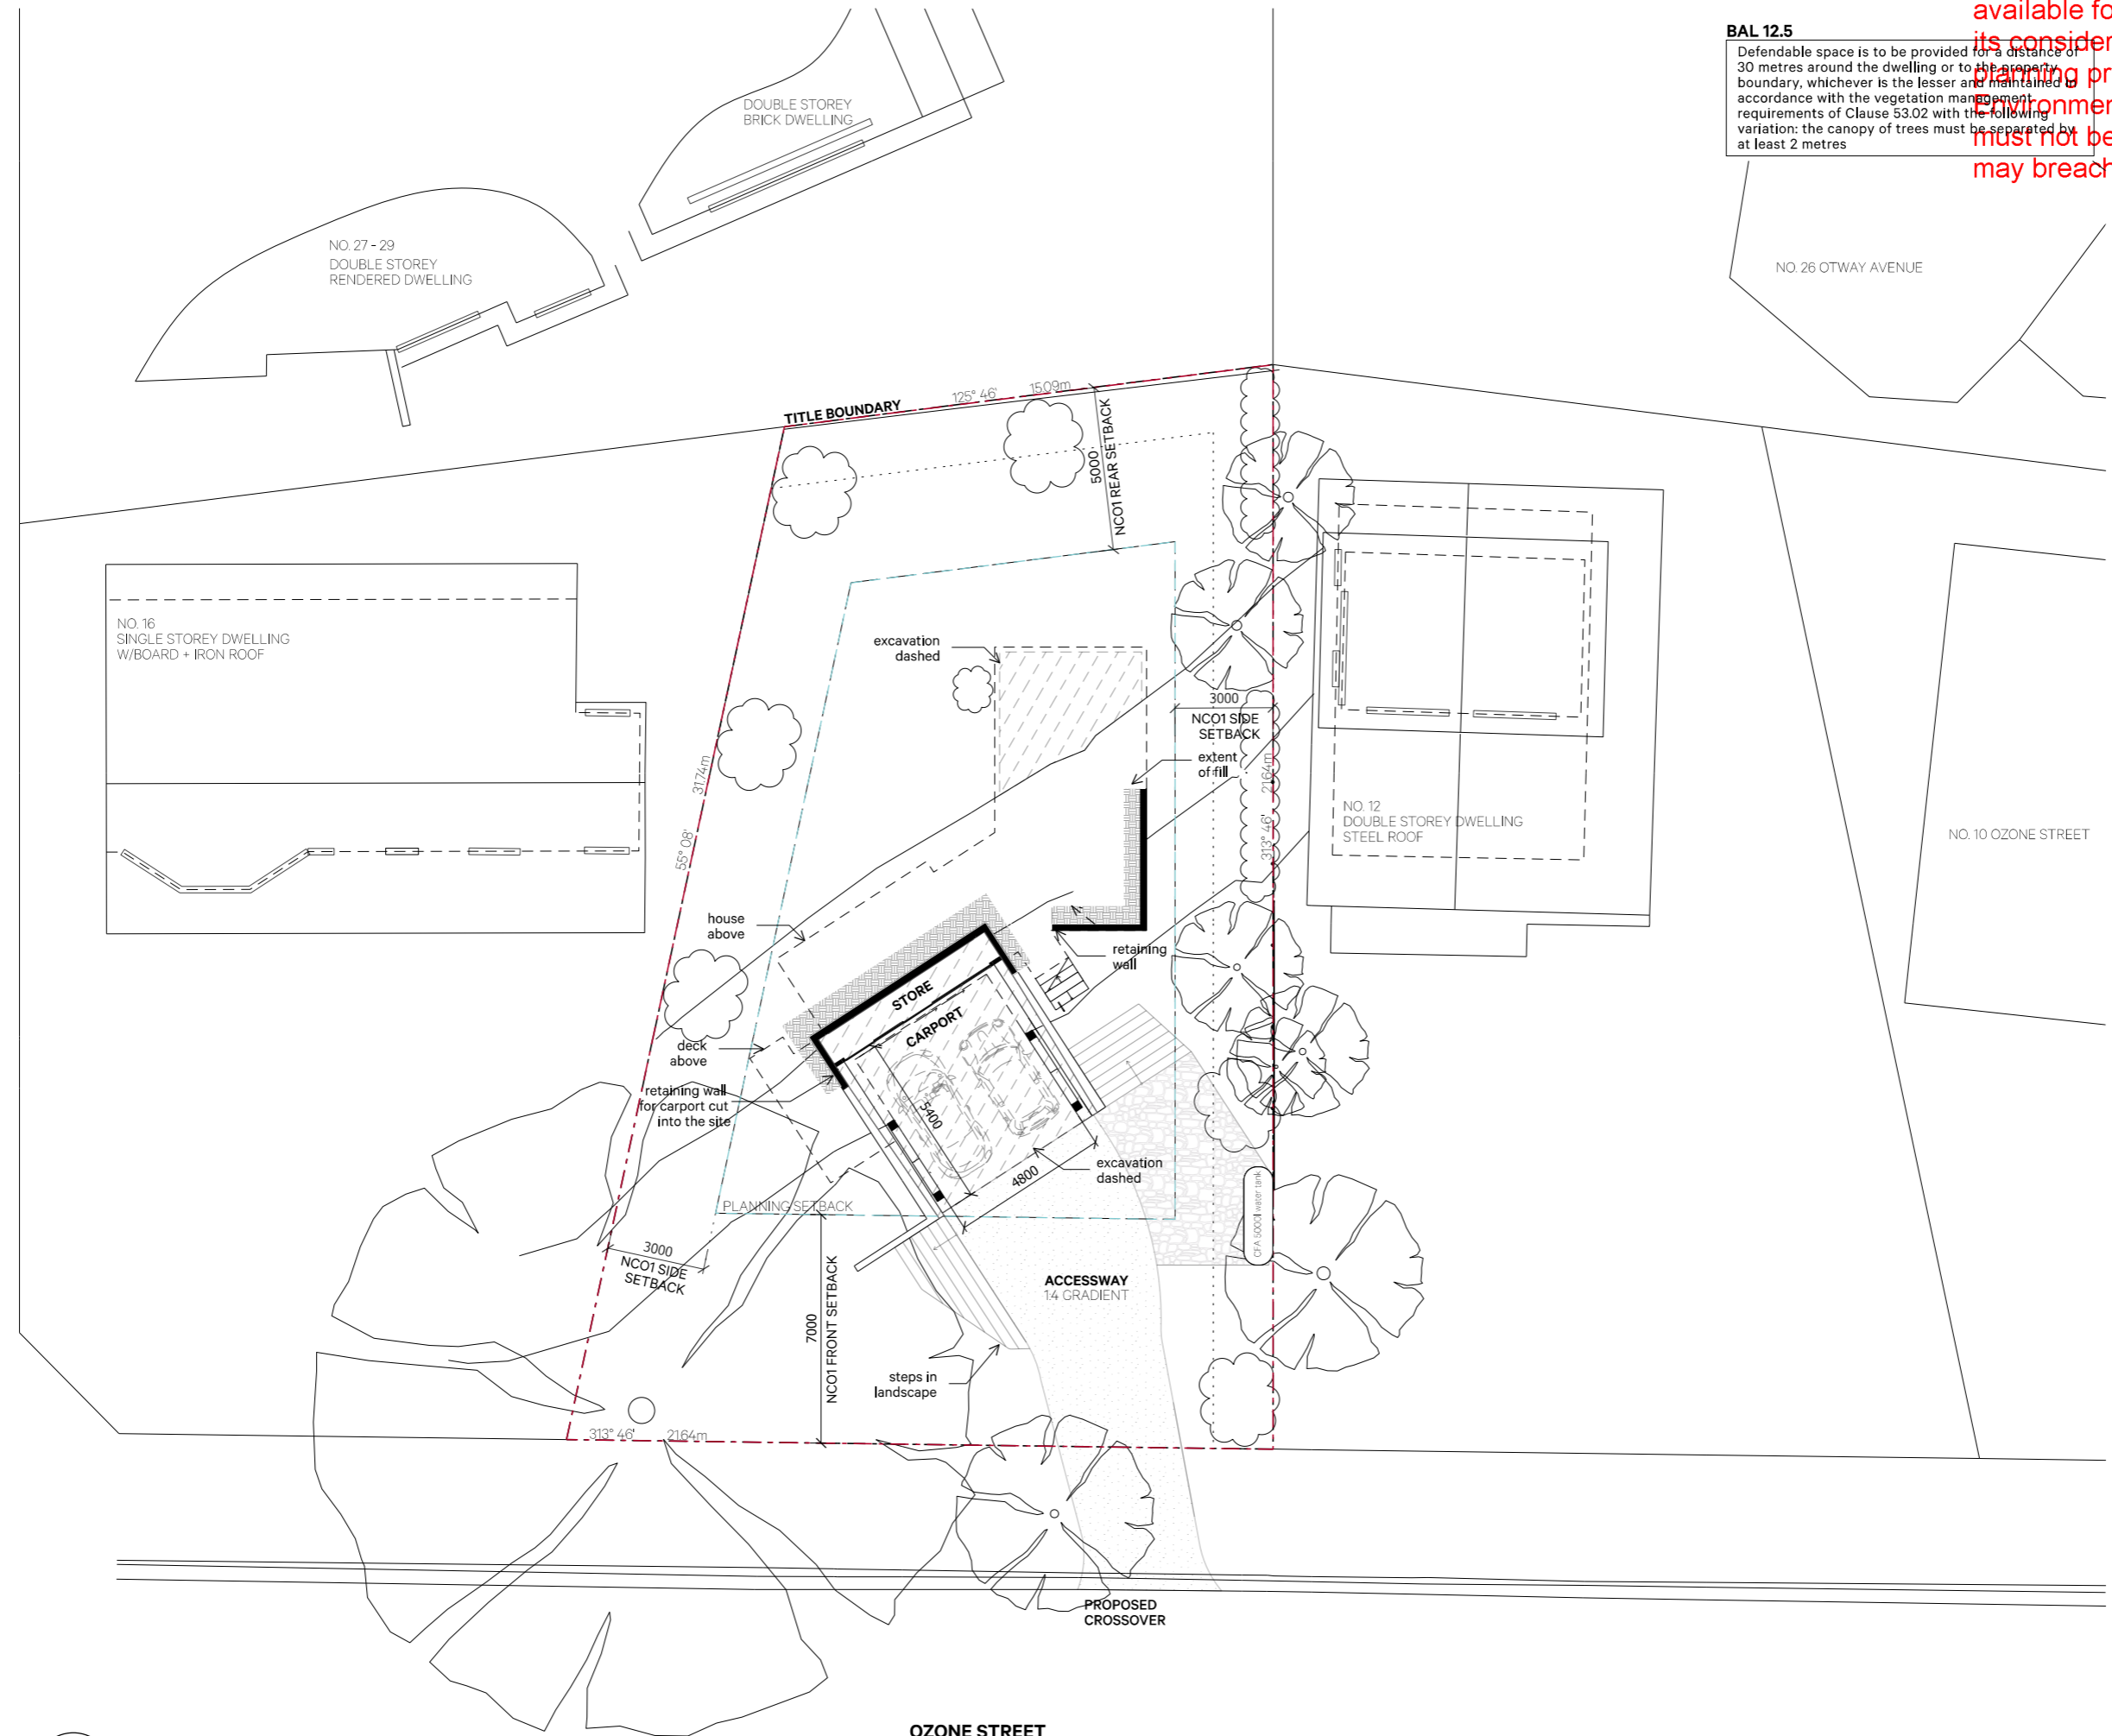 available fo
BAL 12.5
its consider
Defendable space is to be provided for a distance of
30 metres around the dwelling or to the property
planning pr
boundary, whichever is the lesser and maintained in
accordance with the vegetation management
Environmen
requirements of Clause 53.02 with the following
variation: the canopy of trees must be separated by
must not be
at least 2 metres
may breach
DOUBLE STOREY
BRICK DWELLING
NO. 27 - 29
DOUBLE STOREY
RENDERED DWELLING
NO. 26 OTWAY AVENUE
TITLE BOUNDARY
125° 46' 15.09m
5000
NCO1 REAR SETBACK
NO. 16
SINGLE STOREY DWELLING
W/BOARD + IRON ROOF
excavation
dashed
3000
NCO1 SIDE
SETBACK
extent
of fill
55° 08' 31.74m
313° 46' 21.64m
NO. 12
DOUBLE STOREY DWELLING
STEEL ROOF
NO. 10 OZONE STREET
house
above
retaining
wall
STORE
CARPORT
deck
above
retaining wall
for carport cut
into the site
5400
4800
excavation
dashed
PLANNING SETBACK
CFA 5000l water tank
3000
NCO1 SIDE
SETBACK
7000
NCO1 FRONT SETBACK
ACCESSWAY
1:4 GRADIENT
steps in
landscape
313° 46' 21.64m
PROPOSED
CROSSOVER
OZONE STREET